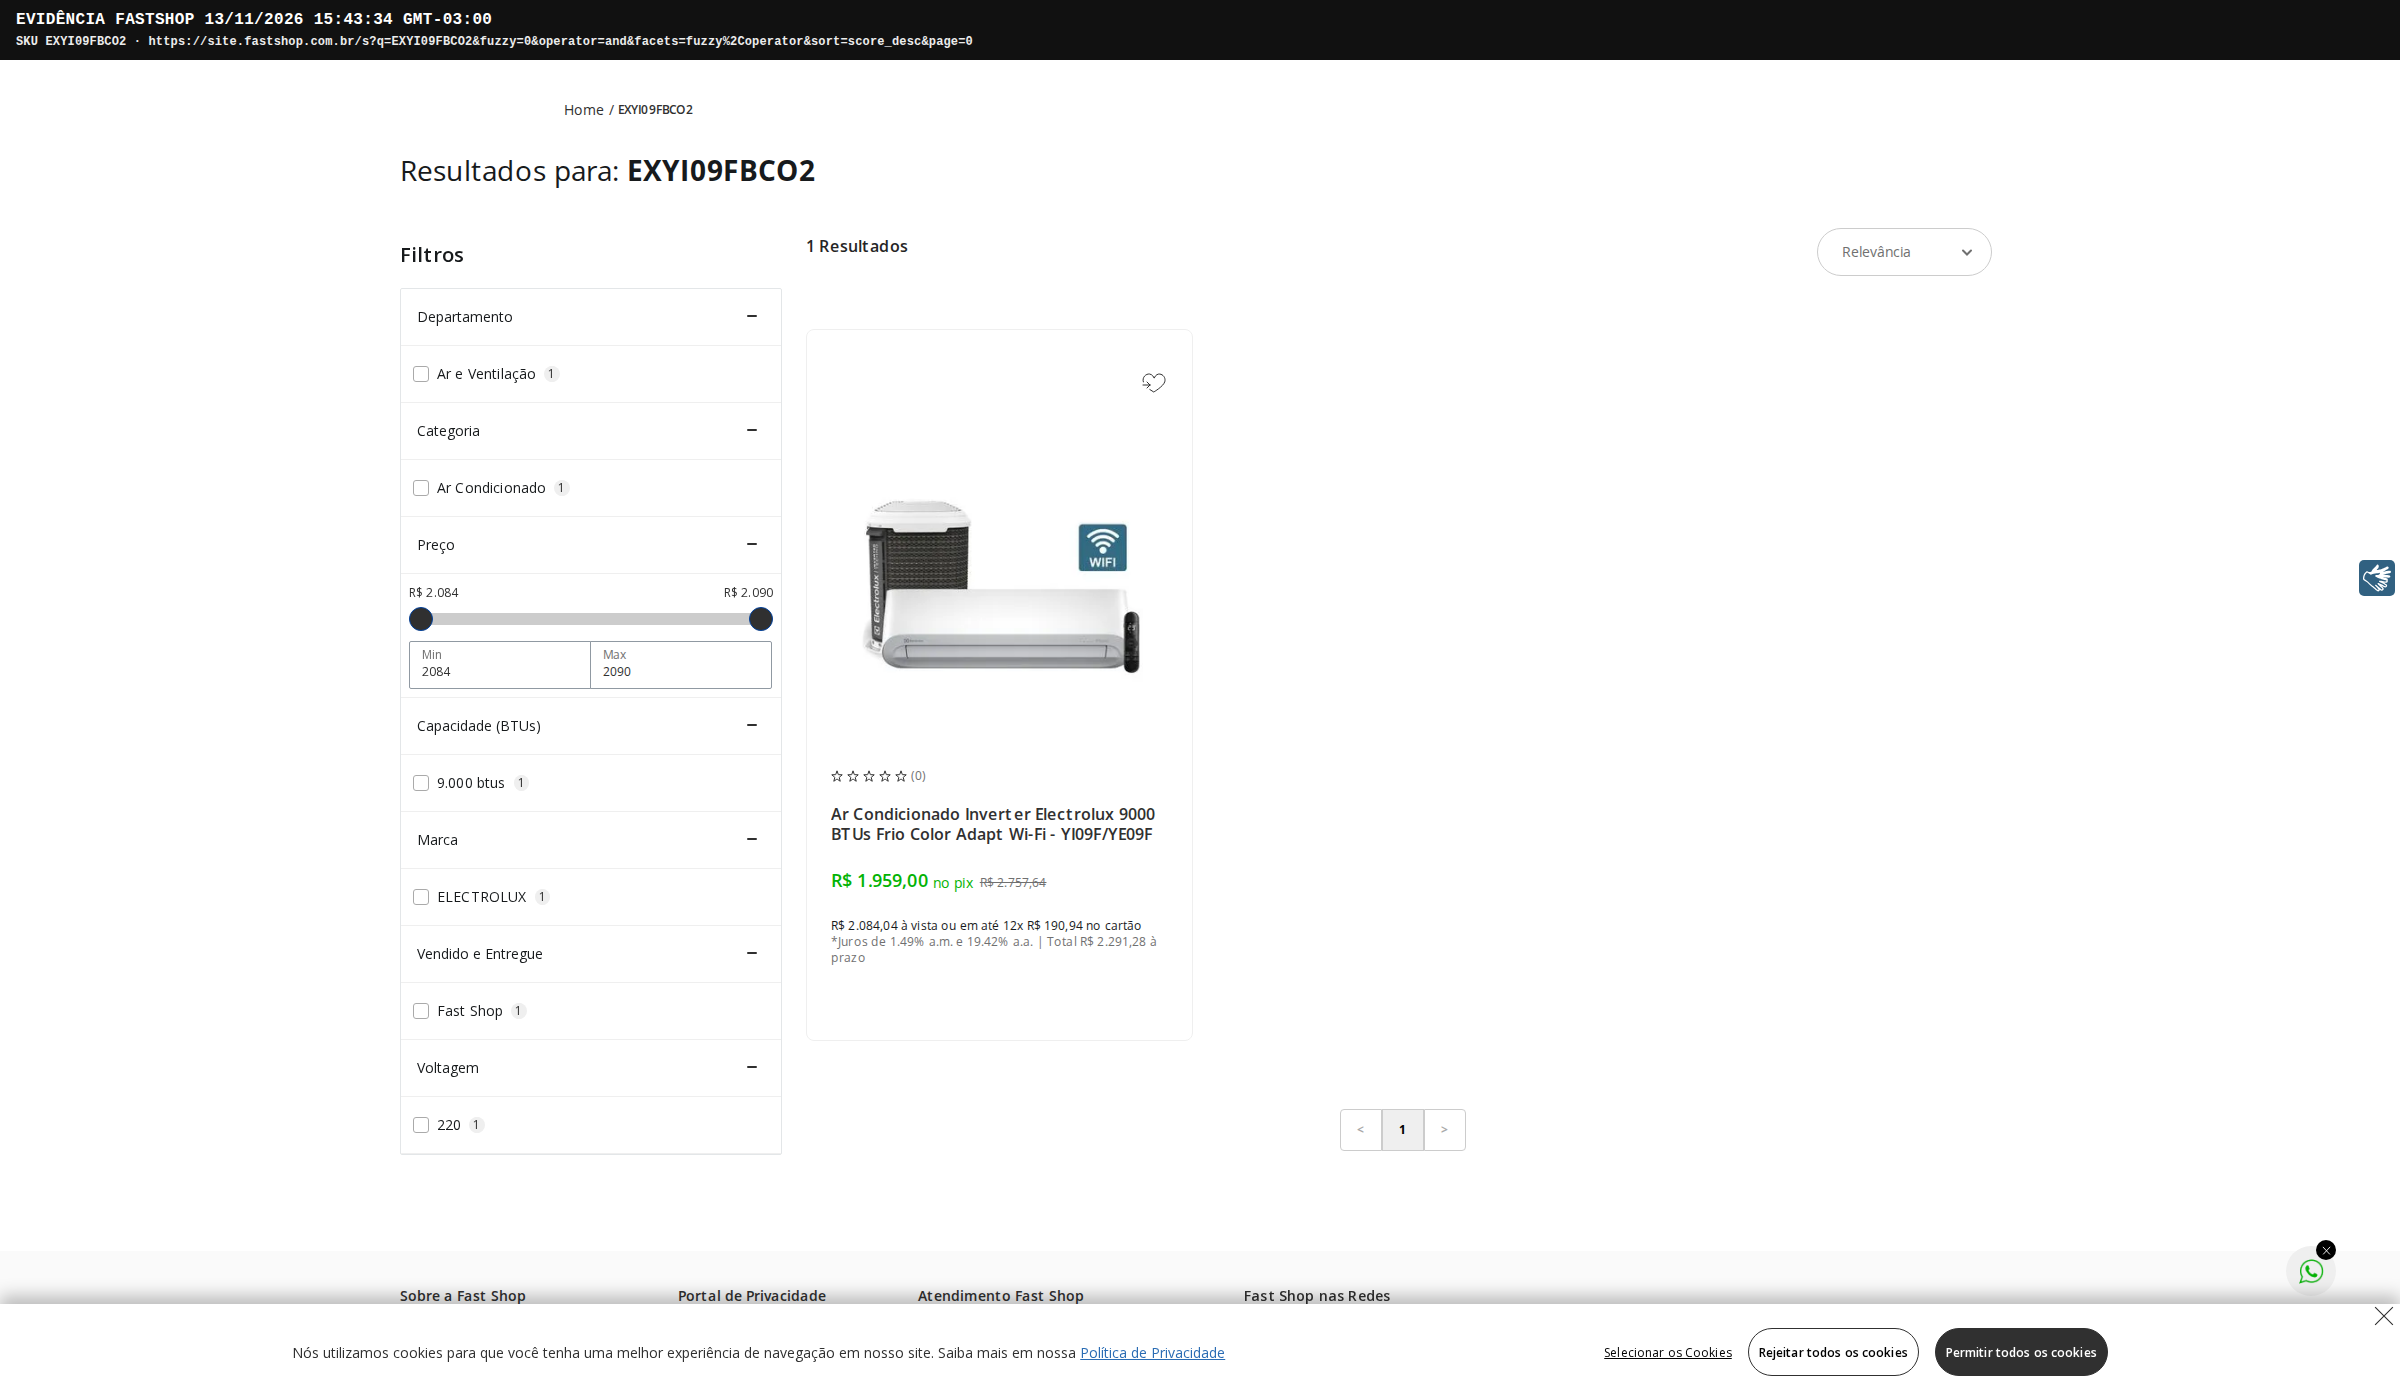 EVIDÊNCIA FASTSHOP 13/11/2026 15:43:34 GMT-03:00
SKU EXYI09FBCO2 · https://site.fastshop.com.br/s?q=EXYI09FBCO2&fuzzy=0&operator=and&facets=fuzzy%2Coperator&sort=score_desc&page=0
Home / EXYI09FBCO2
Resultados para: EXYI09FBCO2
Filtros
1 Resultados
Relevância
Departamento
Ar e Ventilação 1
Categoria
Ar Condicionado 1
Preço
R$ 2.084 R$ 2.090
Min Max
2084 2090
Capacidade (BTUs)
9.000 btus 1
Marca
ELECTROLUX 1
Vendido e Entregue
Fast Shop 1
Voltagem
220 1
WIFI
Electrolux
(0)
Ar Condicionado Inverter Electrolux 9000
BTUs Frio Color Adapt Wi-Fi - YI09F/YE09F
R$ 1.959,00 no pix R$ 2.757,64
R$ 2.084,04 à vista ou em até 12x R$ 190,94 no cartão
*Juros de 1.49% a.m. e 19.42% a.a. | Total R$ 2.291,28 à
prazo
< 1 >
Sobre a Fast Shop Portal de Privacidade Atendimento Fast Shop Fast Shop nas Redes
Nós utilizamos cookies para que você tenha uma melhor experiência de navegação em nosso site. Saiba mais em nossa Política de Privacidade
Selecionar os Cookies Rejeitar todos os cookies Permitir todos os cookies